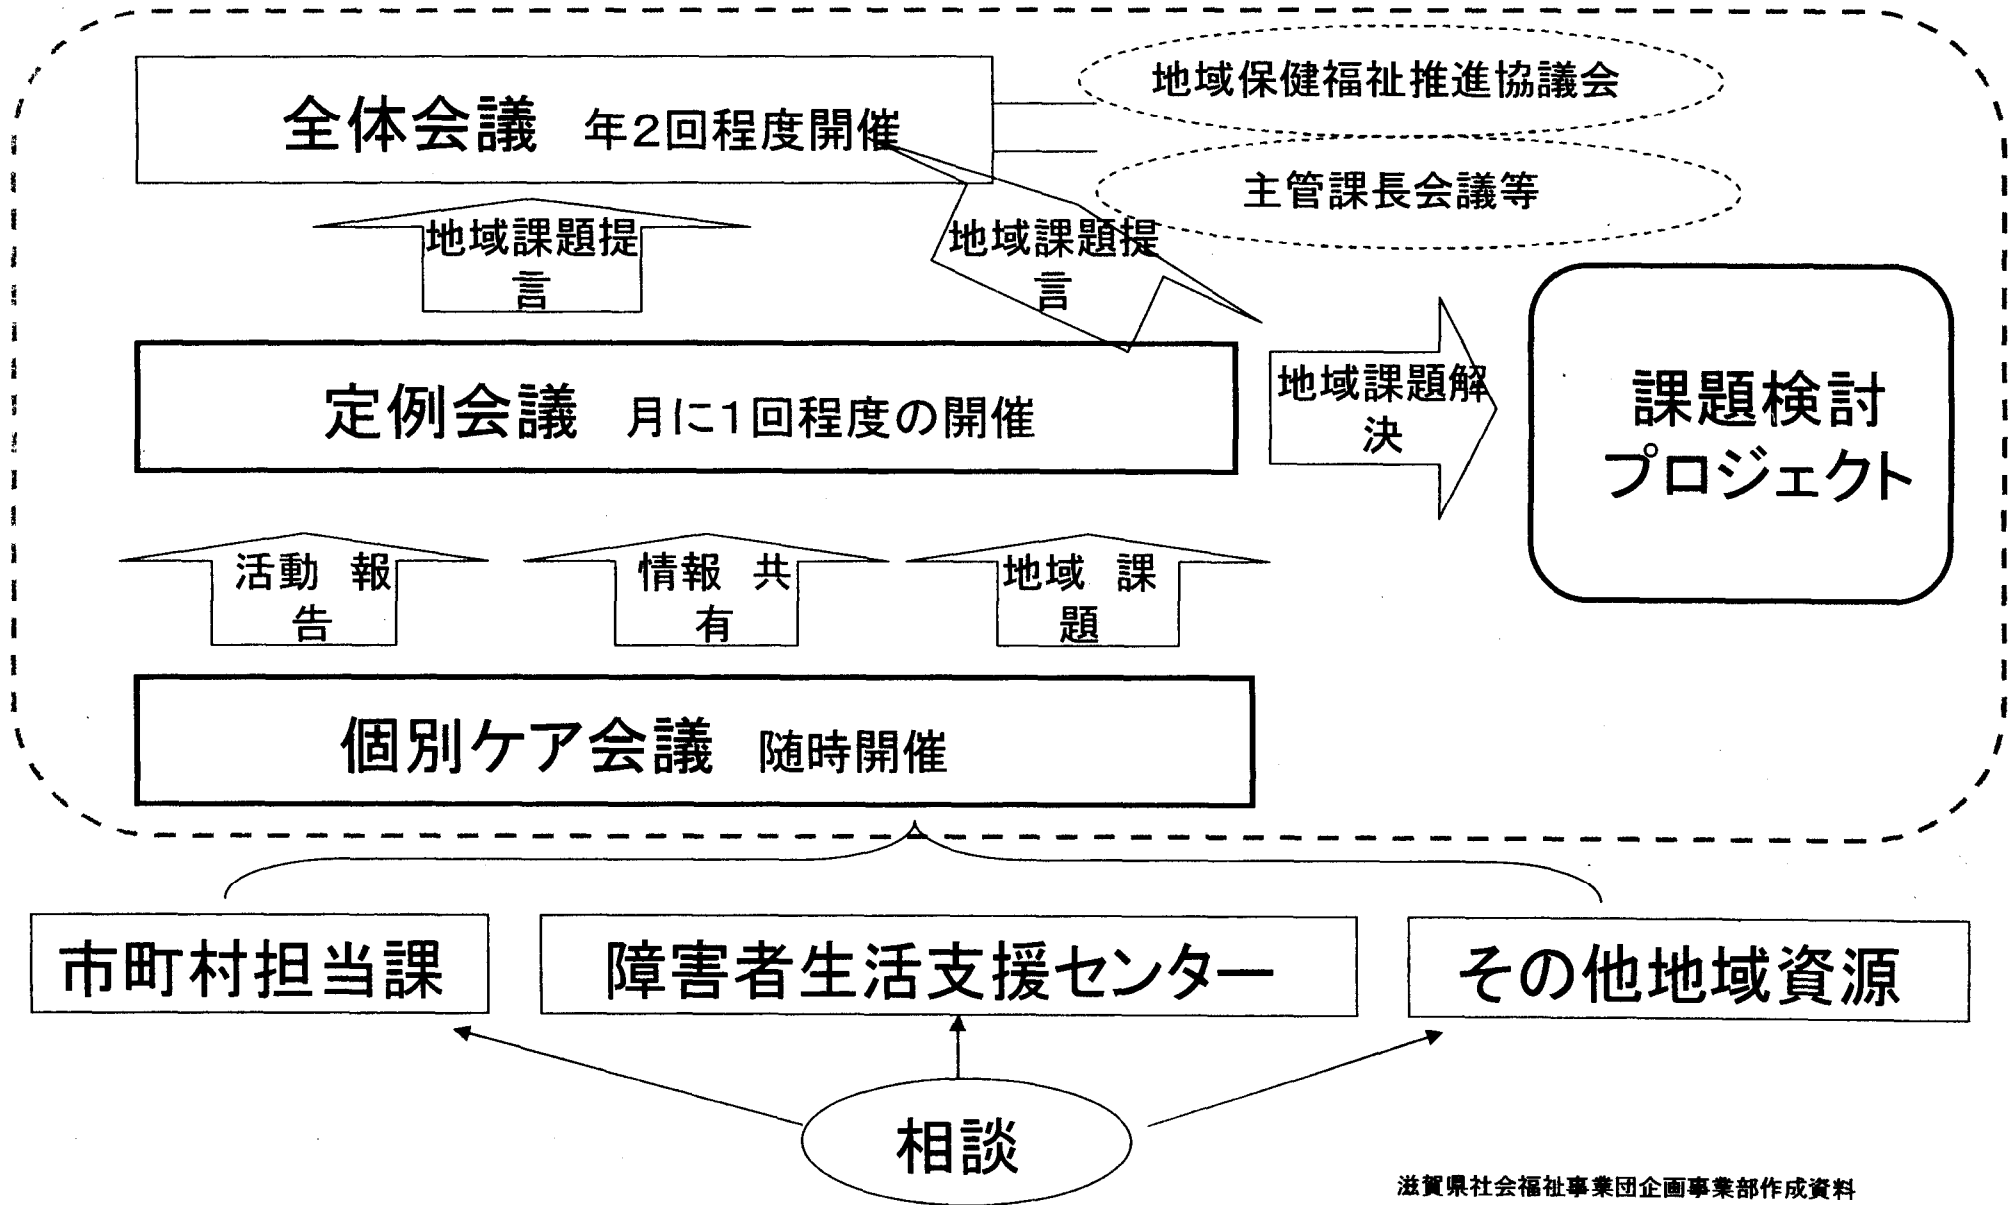 地域保健福祉推進協議会
全体会議 年2回程度開催
主管課長会議等
地域課題提
言
地域課題提
言
定例会議 月に1回程度の開催
地域課題解
決
課題検討
プロジェクト
活動 報
告
情報 共
有
地域 課
題
個別ケア会議 随時開催
市町村担当課
障害者生活支援センター
その他地域資源
相談
滋賀県社会福祉事業団企画事業部作成資料